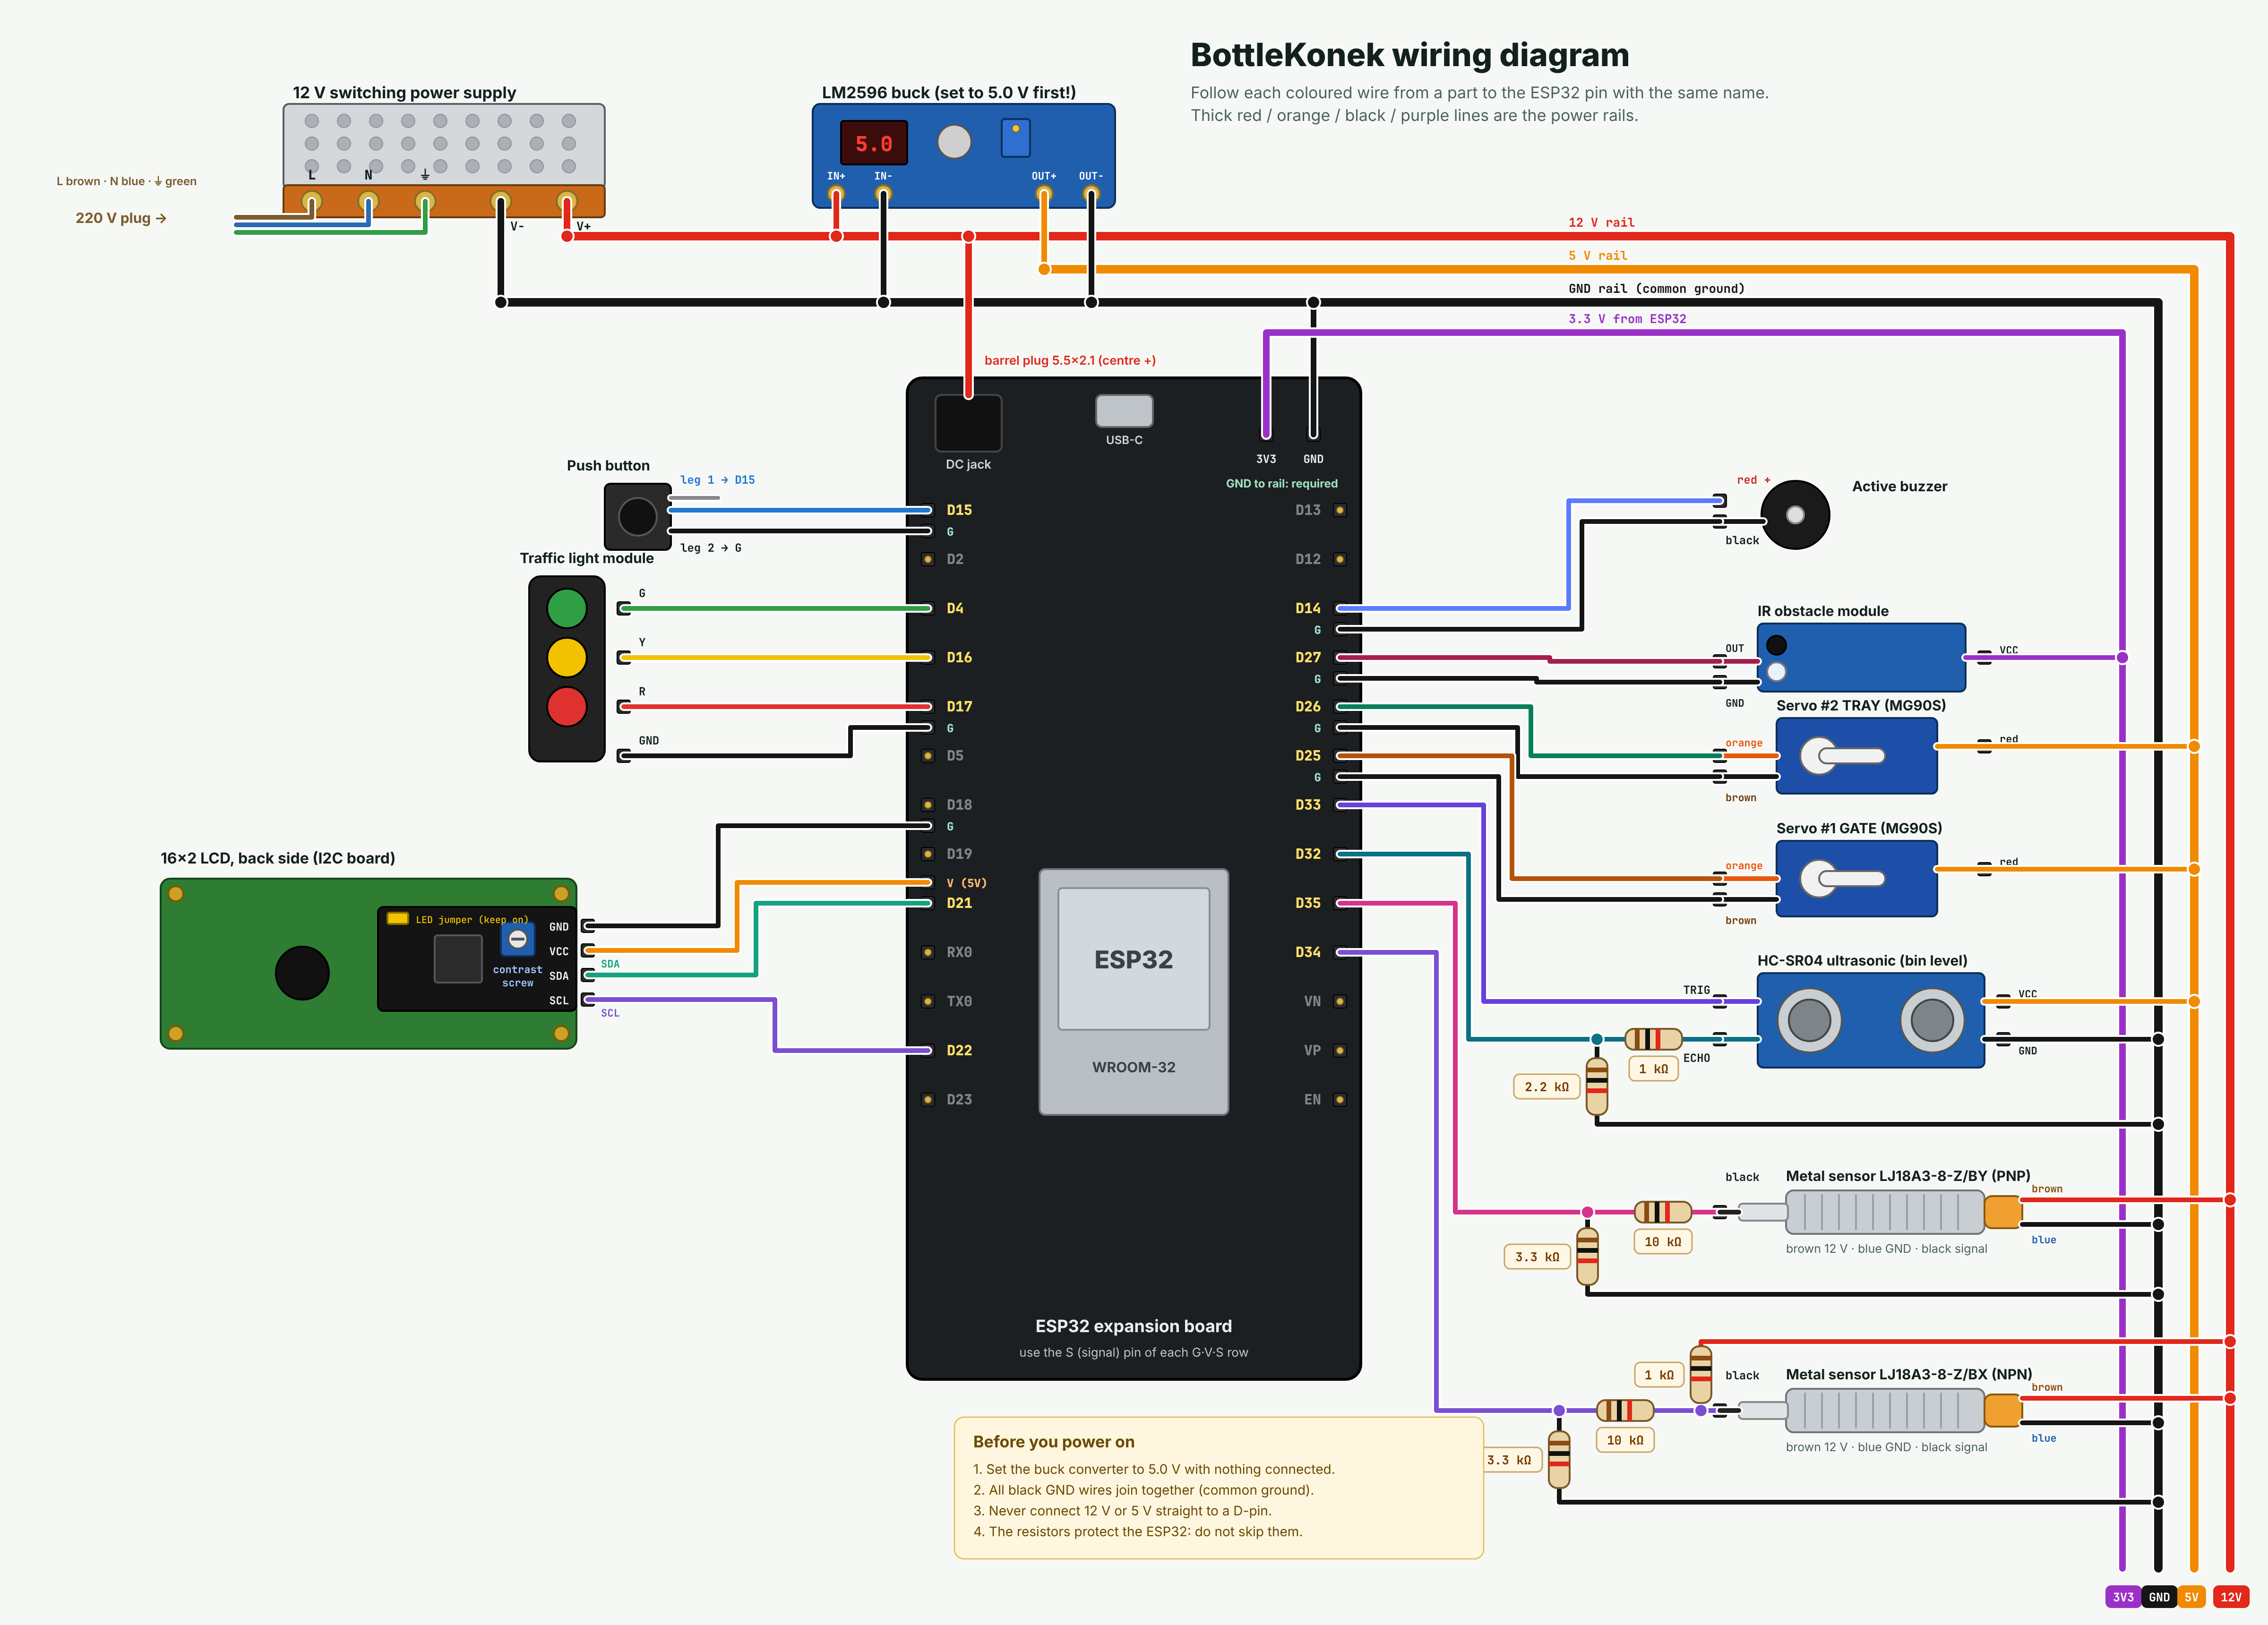 BottleKonek wiring diagram
Follow each coloured wire from a part to the ESP32 pin with the same name.
Thick red / orange / black / purple lines are the power rails.
12 V switching power supply
L
N
⏚
V-
V+
L brown · N blue · ⏚ green
220 V plug →
LM2596 buck (set to 5.0 V first!)
5.0
IN+
IN-
OUT+
OUT-
12 V rail
5 V rail
GND rail (common ground)
3.3 V from ESP32
barrel plug 5.5×2.1 (centre +)
DC jack
USB-C
3V3
GND
GND to rail: required
Push button
leg 1 → D15
leg 2 → G
Traffic light module
G
Y
R
GND
16×2 LCD, back side (I2C board)
LED jumper (keep on)
contrast
screw
GND
VCC
SDA
SCL
SDA
SCL
D15
G
D2
D4
D16
D17
G
D5
D18
G
D19
V (5V)
D21
RX0
TX0
D22
D23
D13
D12
D14
G
D27
G
D26
G
D25
G
D33
D32
D35
D34
VN
VP
EN
ESP32
WROOM-32
ESP32 expansion board
use the S (signal) pin of each G·V·S row
red +
black
Active buzzer
IR obstacle module
OUT
GND
VCC
Servo #2 TRAY (MG90S)
orange
brown
red
Servo #1 GATE (MG90S)
orange
brown
red
HC-SR04 ultrasonic (bin level)
TRIG
ECHO
VCC
GND
1 kΩ
2.2 kΩ
black
Metal sensor LJ18A3-8-Z/BY (PNP)
brown
blue
brown 12 V · blue GND · black signal
10 kΩ
3.3 kΩ
1 kΩ
black
Metal sensor LJ18A3-8-Z/BX (NPN)
brown
blue
brown 12 V · blue GND · black signal
10 kΩ
3.3 kΩ
Before you power on
1. Set the buck converter to 5.0 V with nothing connected.
2. All black GND wires join together (common ground).
3. Never connect 12 V or 5 V straight to a D-pin.
4. The resistors protect the ESP32: do not skip them.
3V3
GND
5V
12V